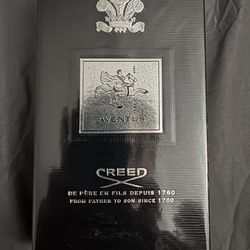 AVENTUS
CREED
DE PÈRE EN FILS DEPUIS 1760
FROM FATHER TO SON SINCE 1760